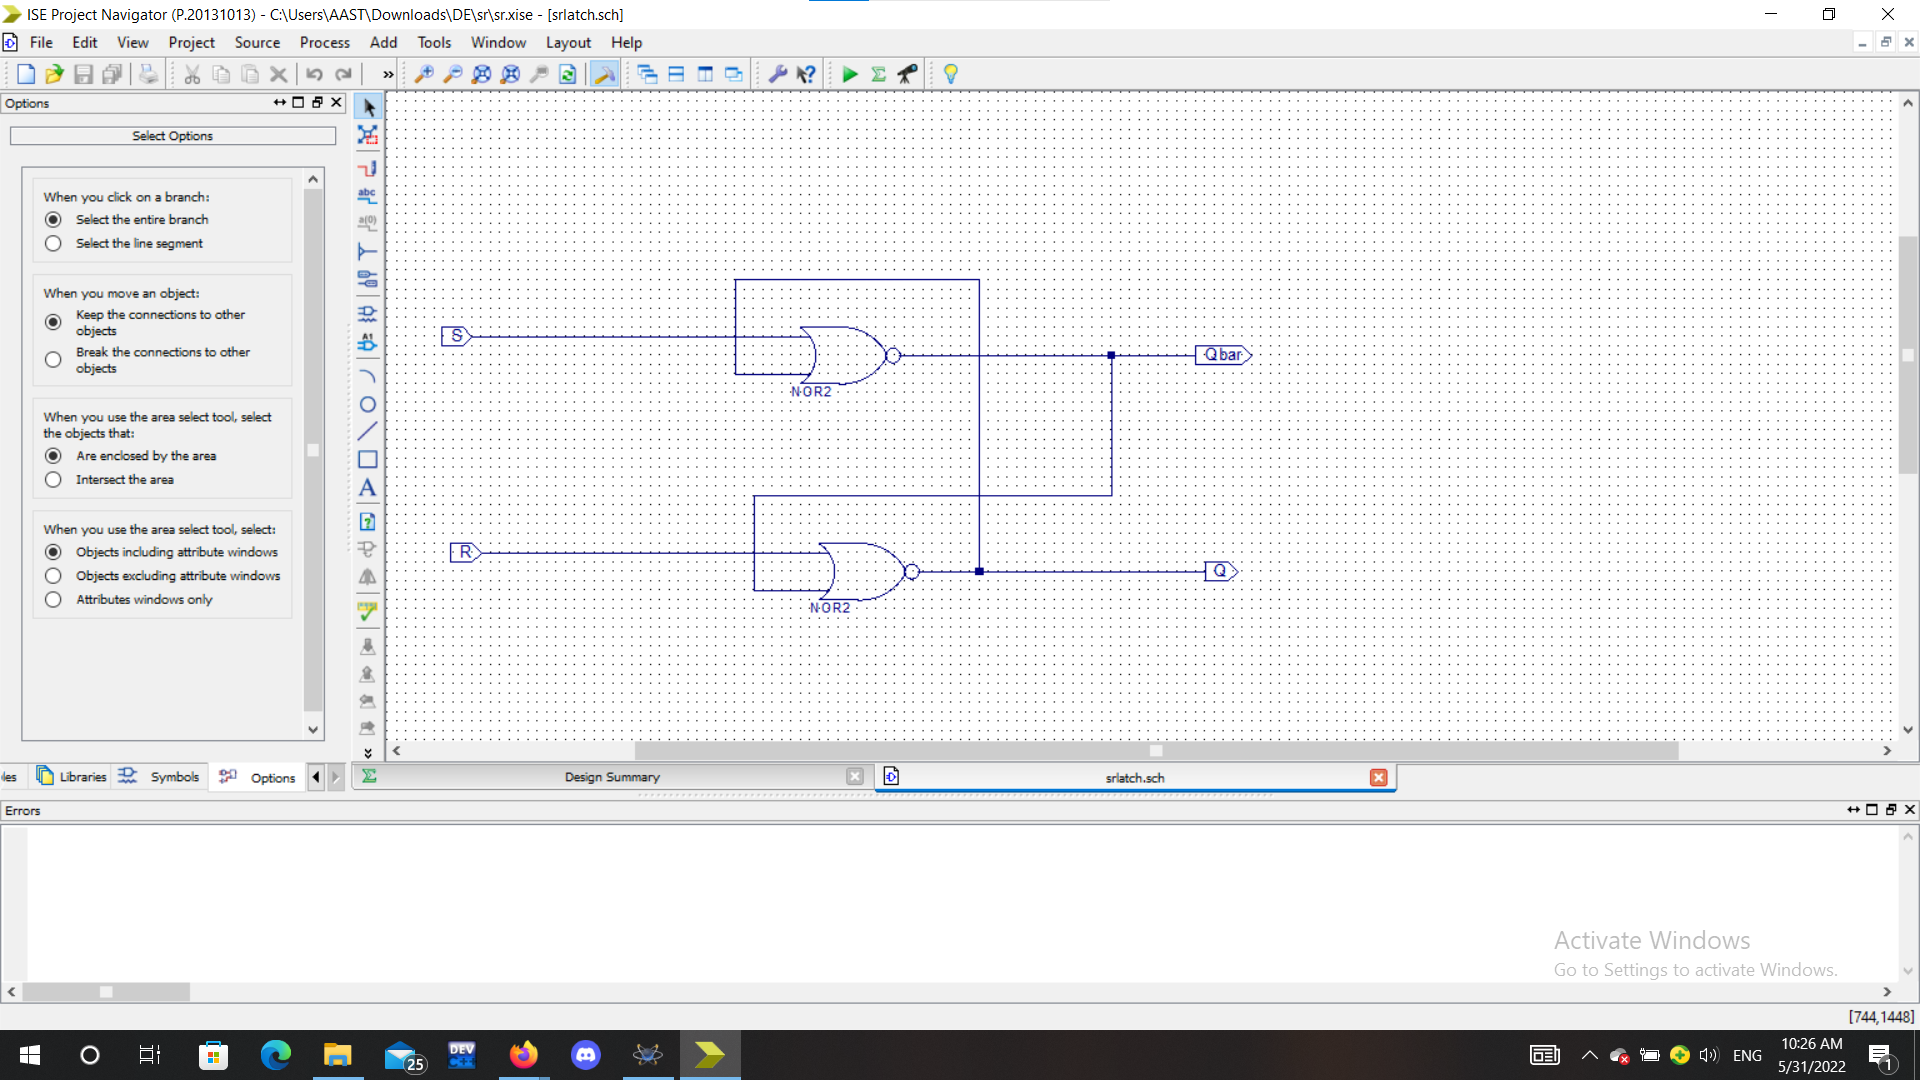 ISE Project Navigator (P.20131013) - C:\Users\AAST\Downloads\DE\sr\sr.xise - [srlatch.sch]
File Edit View Project Source Process Add Tools Window Layout Help
»
Options
Select Options
When you click on a branch:
Select the entire branch
Select the line segment
When you move an object:
Keep the connections to other
objects
Break the connections to other
objects
When you use the area select tool, select
the objects that:
Are enclosed by the area
Intersect the area
When you use the area select tool, select:
Objects including attribute windows
Objects excluding attribute windows
Attributes windows only
abc
a(0)
A1
A
S
NOR2
Qbar
R
NOR2
Q
les Libraries Symbols Options
Design Summary
srlatch.sch
Errors
Activate Windows
Go to Settings to activate Windows.
[744,1448]
25
DEV
ENG
10:26 AM
5/31/2022
1